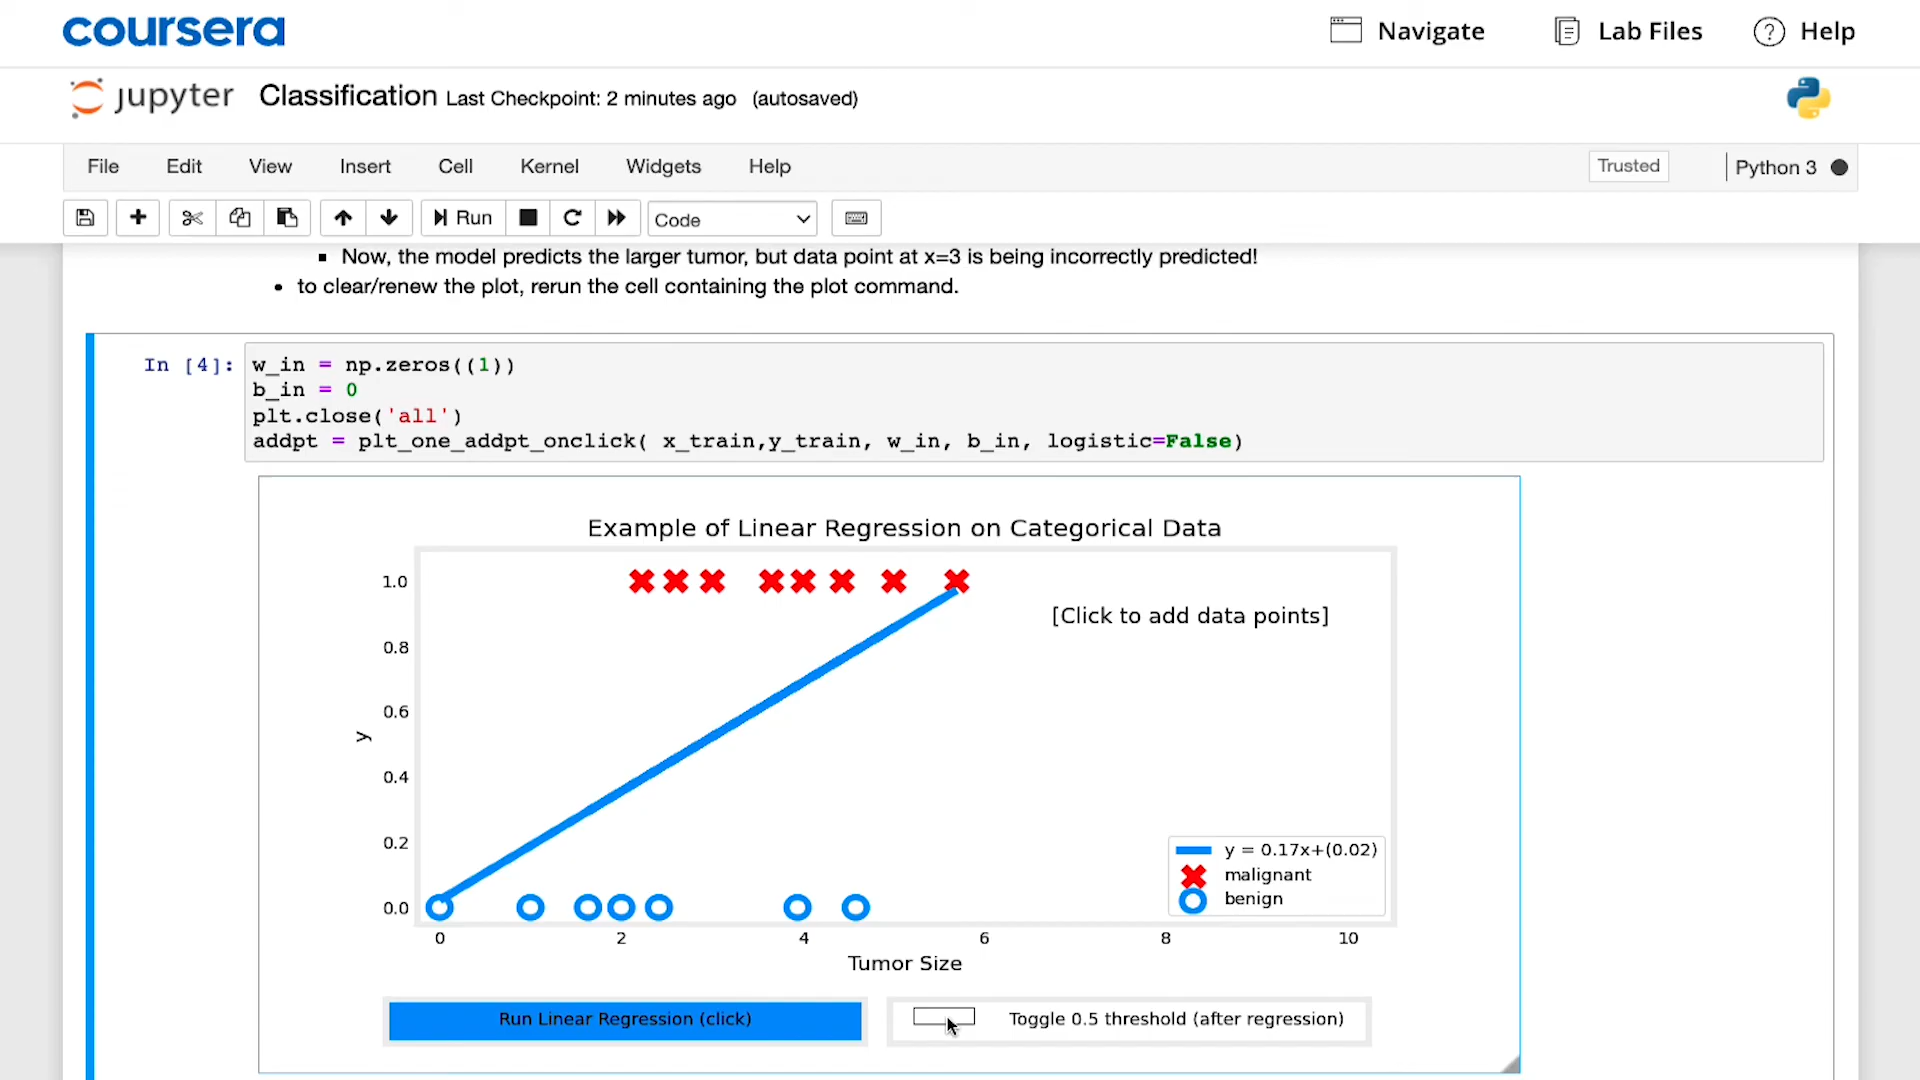 coursera
Navigate
Lab Files
Help
jupyter Classification Last Checkpoint: 2 minutes ago (autosaved)
File Edit View Insert Cell Kernel Widgets Help
Trusted
Python 3
Run
Code
Now, the model predicts the larger tumor, but data point at x=3 is being incorrectly predicted!
to clear/renew the plot, rerun the cell containing the plot command.
In [4]: w_in = np.zeros((1))
b_in = 0
plt.close('all')
addpt = plt_one_addpt_onclick( x_train,y_train, w_in, b_in, logistic=False)
Example of Linear Regression on Categorical Data
1.0
[Click to add data points]
0.8
0.6
y
0.4
0.2
y = 0.17x+(0.02)
malignant
benign
0.0
0 2 4 6 8 10
Tumor Size
Run Linear Regression (click)
Toggle 0.5 threshold (after regression)